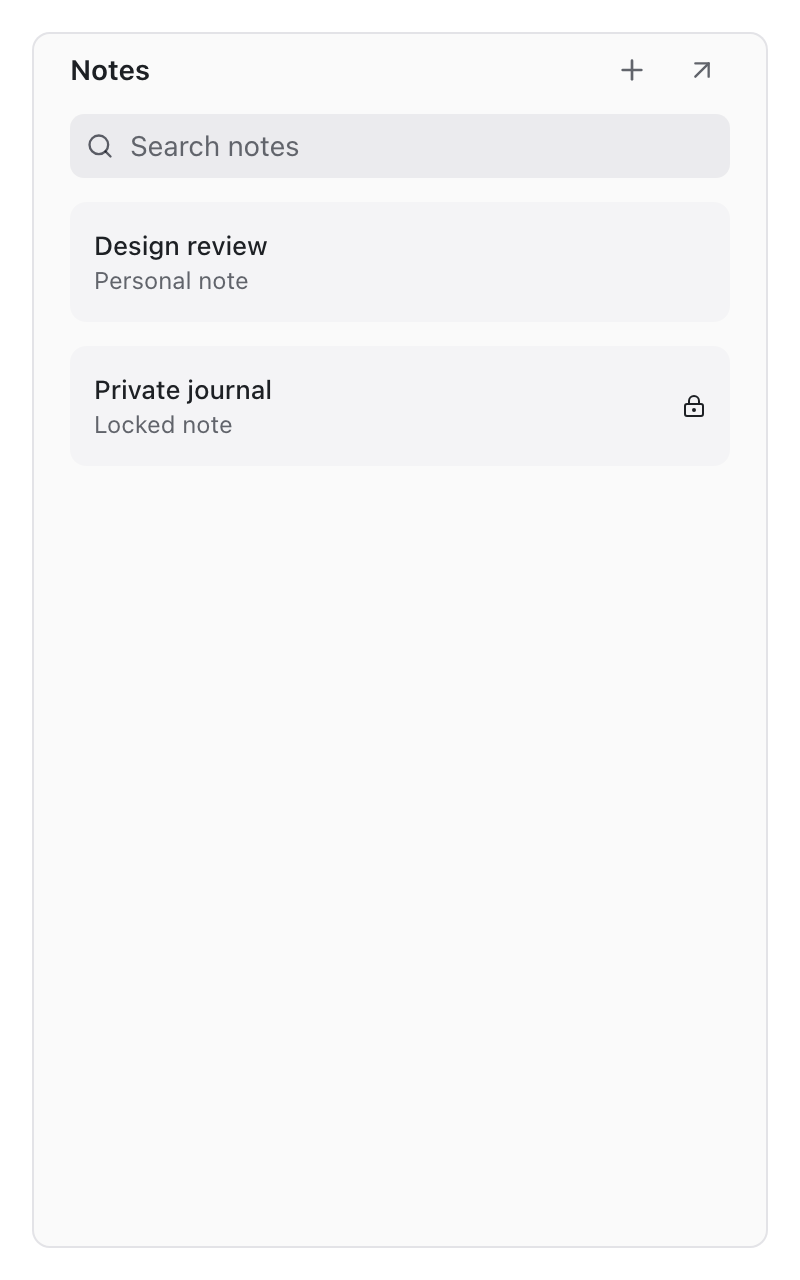 Notes
Search notes
Design review
Personal note
Private journal
Locked note